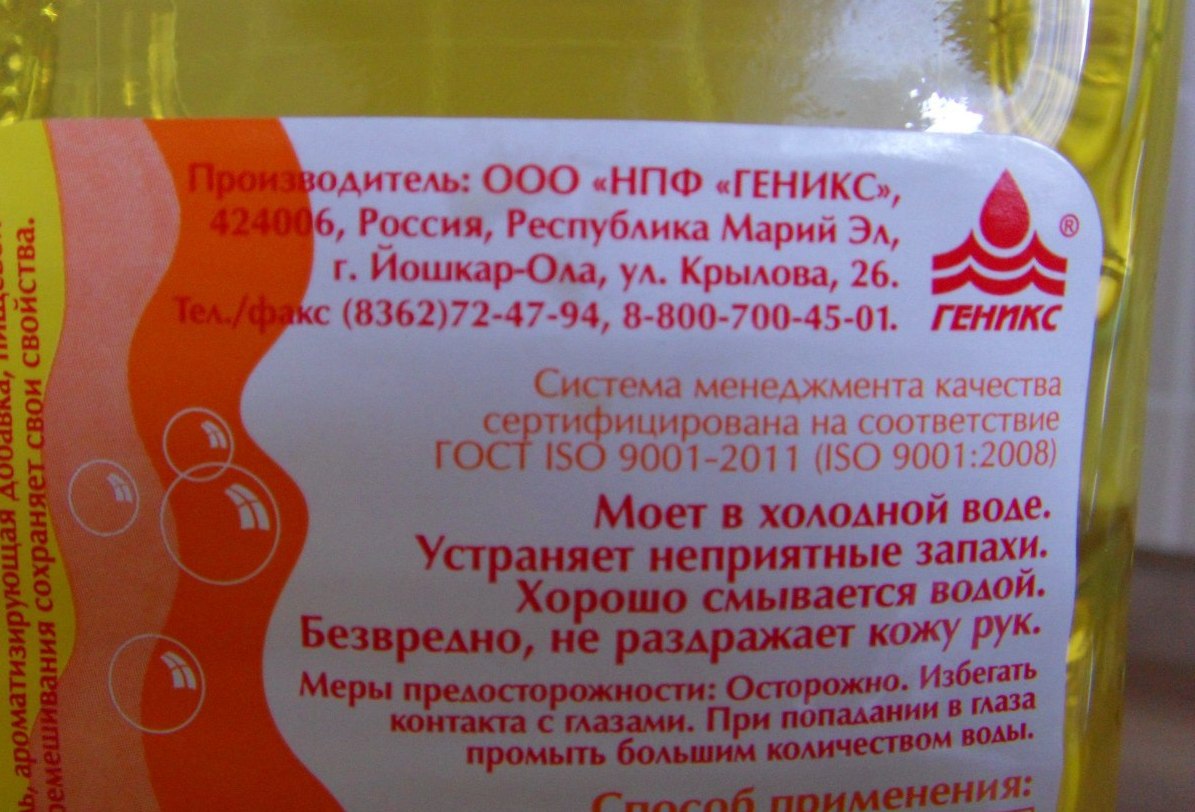 Производитель: ООО «НПФ «ГЕНИКС»,
424006, Россия, Республика Марий Эл,
г. Йошкар-Ола, ул. Крылова, 26.
Тел./факс (8362)72-47-94, 8-800-700-45-01.
®
ГЕНИКС
Система менеджмента качества
сертифицирована на соответствие
ГОСТ ISO 9001-2011 (ISO 9001:2008)
Моет в холодной воде.
Устраняет неприятные запахи.
Хорошо смывается водой.
Безвредно, не раздражает кожу рук.
Меры предосторожности: Осторожно. Избегать
контакта с глазами. При попадании в глаза
промыть большим количеством воды.
Способ применения:
ароматизирующая добавка,
сохраняет свои свойства.